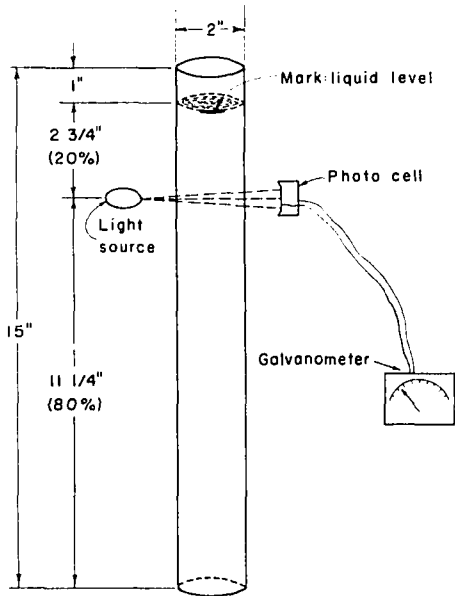 2"
1"
Mark: liquid level
2 3/4"
(20%)
Photo cell
Light
source
15"
Galvanometer
11 1/4"
(80%)